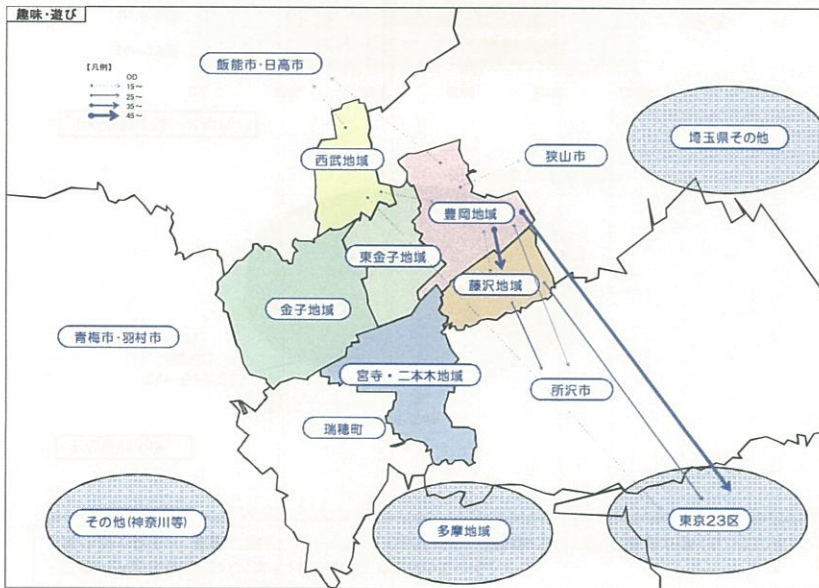 趣味・遊び
【凡例】
OD
15～
25～
35～
45～
飯能市・日高市
埼玉県その他
西武地域
狭山市
豊岡地域
東金子地域
藤沢地域
金子地域
青梅市・羽村市
宮寺・二本木地域
所沢市
瑞穂町
その他(神奈川等)
多摩地域
東京23区